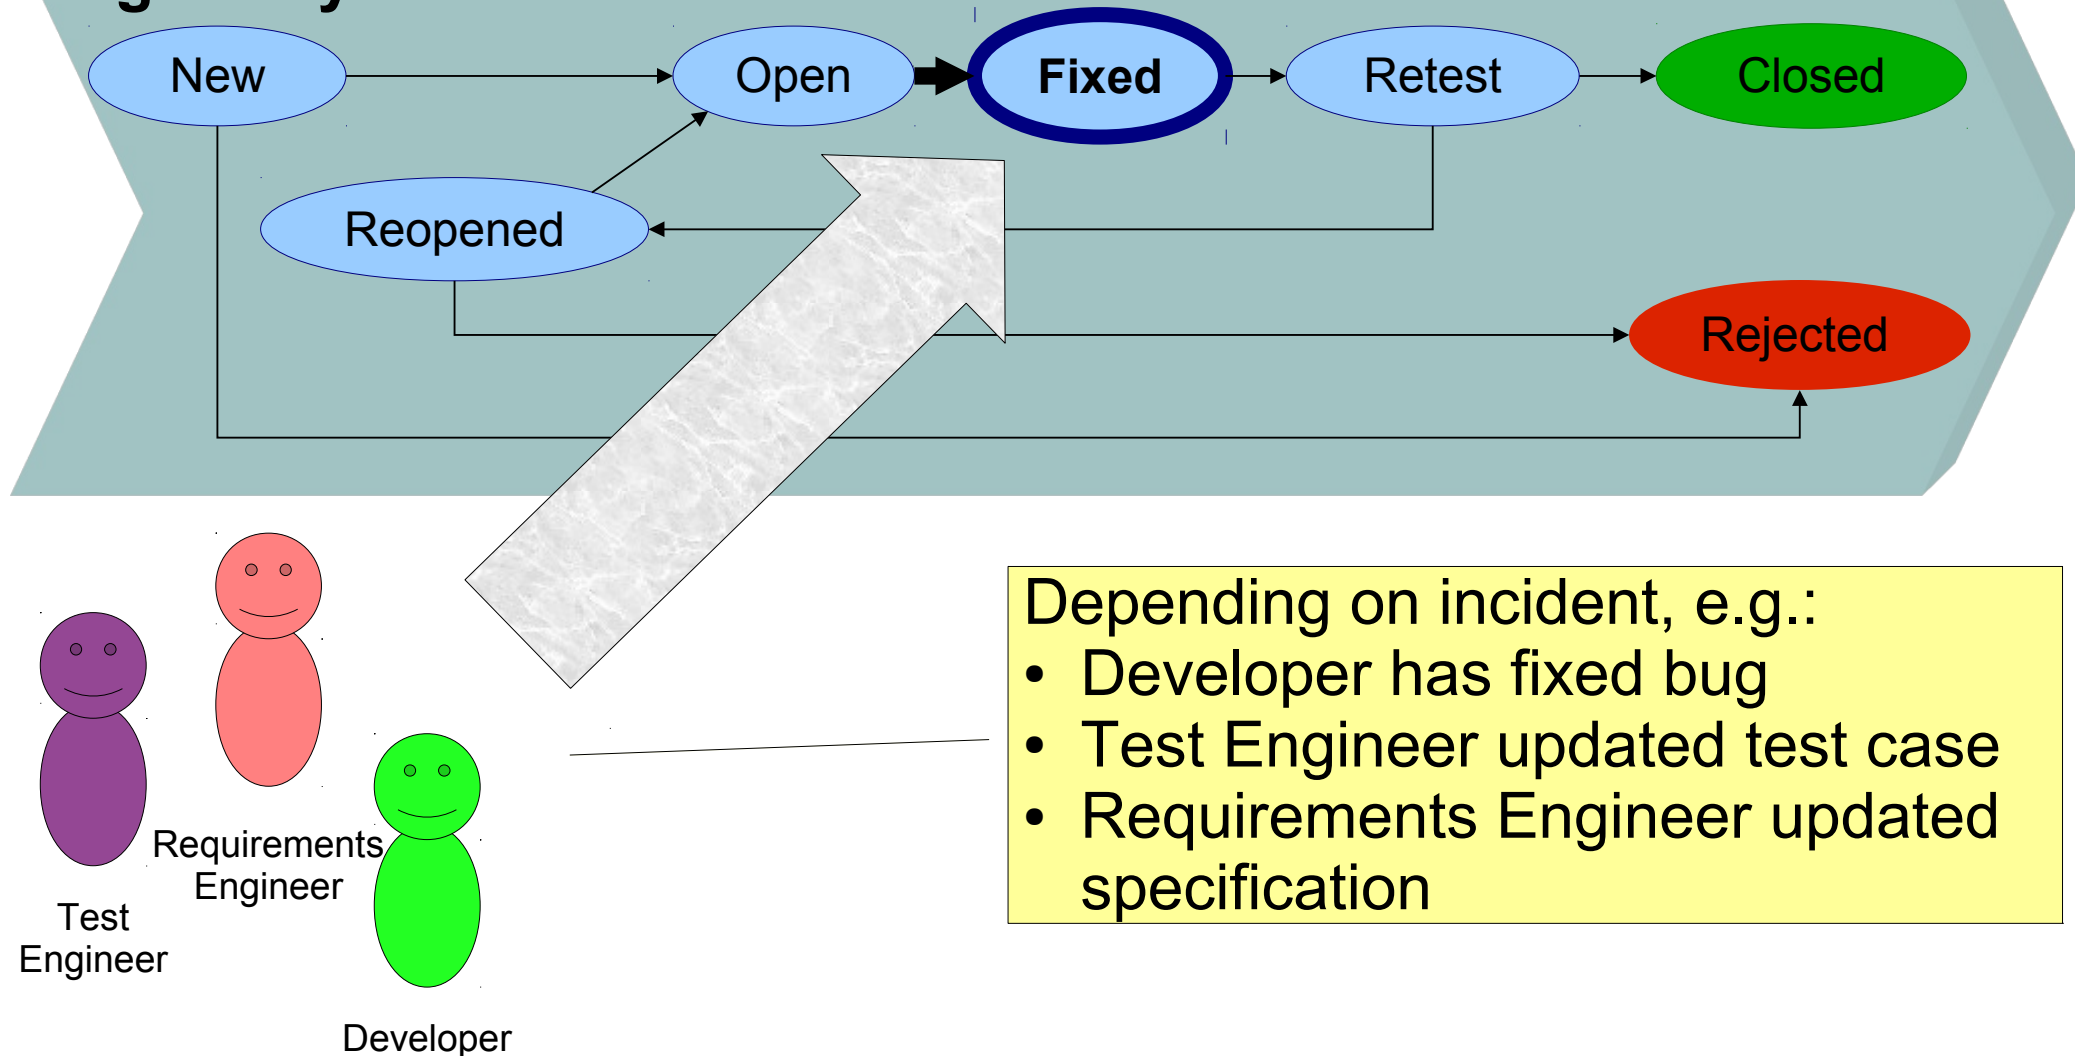 New
Open
Fixed
Retest
Closed
Reopened
Rejected
Depending on incident, e.g.:
• Developer has fixed bug
• Test Engineer updated test case
• Requirements Engineer updated
specification
Requirements
Engineer
Test
Engineer
Developer